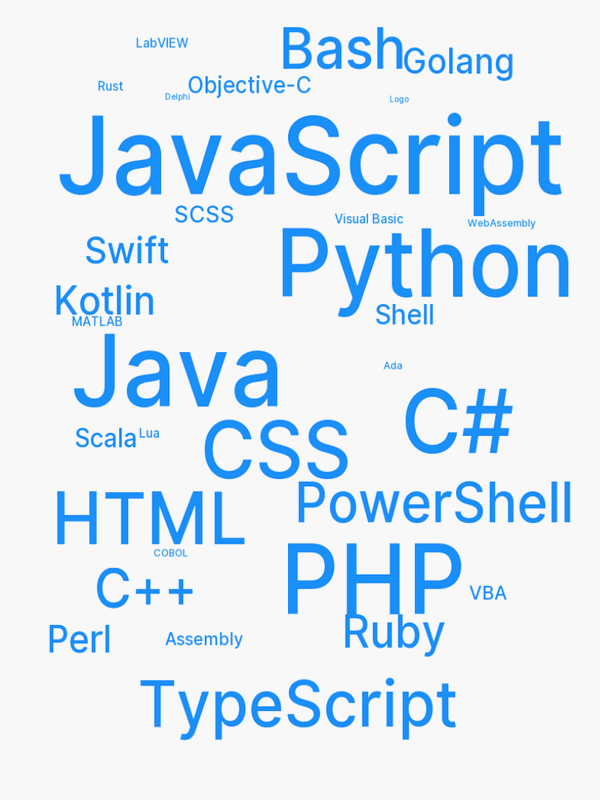 LabVIEW
Bash
Golang
Rust
Objective-C
Delphi
Logo
JavaScript
SCSS
Visual Basic
WebAssembly
Swift
Python
Kotlin
Shell
MATLAB
Java
Ada
C#
Scala
Lua
CSS
HTML
PowerShell
COBOL
PHP
C++
VBA
Perl
Assembly
Ruby
TypeScript